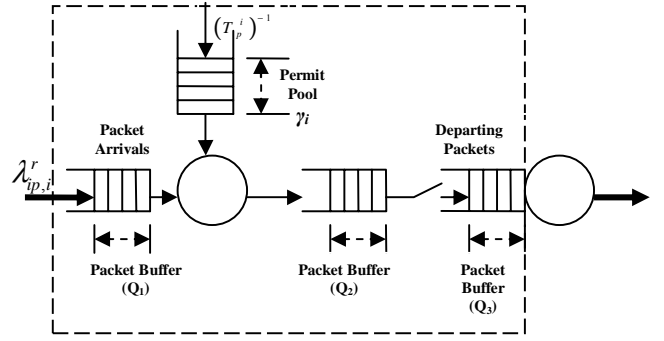 (T_p^i)^{-1}
Permit
Pool
γ_i
Packet
Arrivals
Departing
Packets
λ_{ip,i}^r
Packet Buffer
(Q₁)
Packet Buffer
(Q₂)
Packet
Buffer
(Q₃)